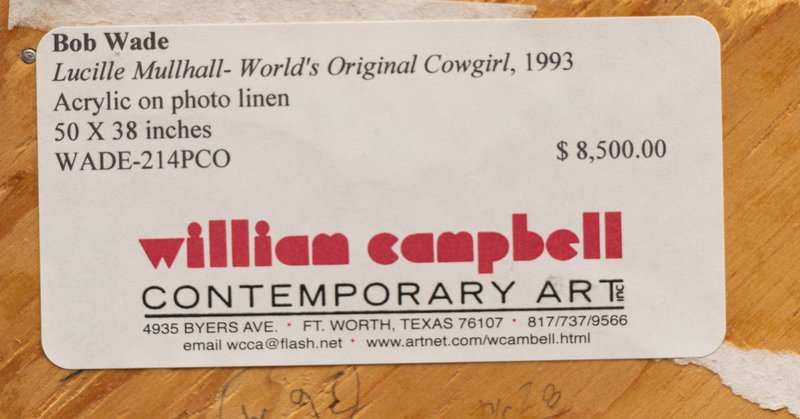 Bob Wade
Lucille Mullhall- World's Original Cowgirl, 1993
Acrylic on photo linen
50 X 38 inches
WADE-214PCO $ 8,500.00
william campbell
CONTEMPORARY ART inc
4935 BYERS AVE. • FT. WORTH, TEXAS 76107 • 817/737/9566
email wcca@flash.net • www.artnet.com/wcambell.html